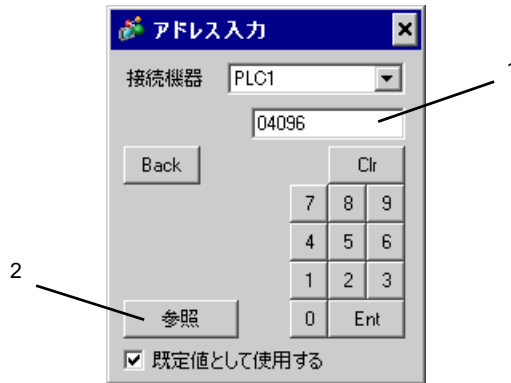 アドレス入力
接続機器 PLC1
1
04096
Back Clr
7 8 9
4 5 6
2
1 2 3
参照 0 Ent
既定値として使用する